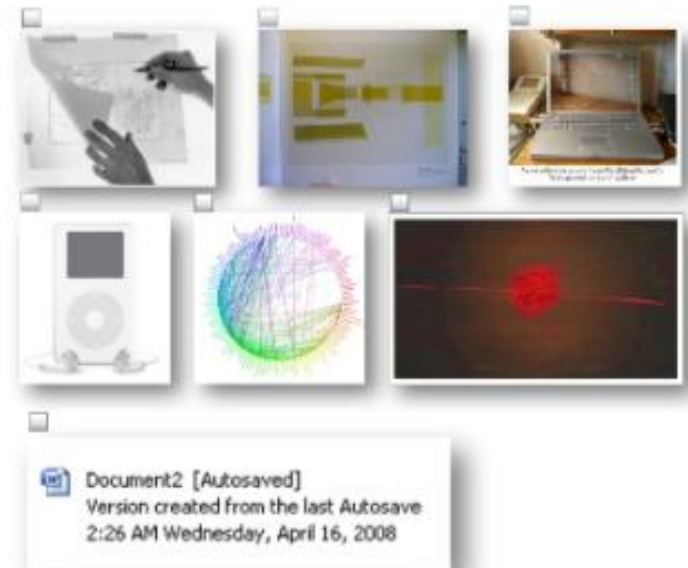 Document2 [Autosaved]
Version created from the last Autosave
2:26 AM Wednesday, April 16, 2008